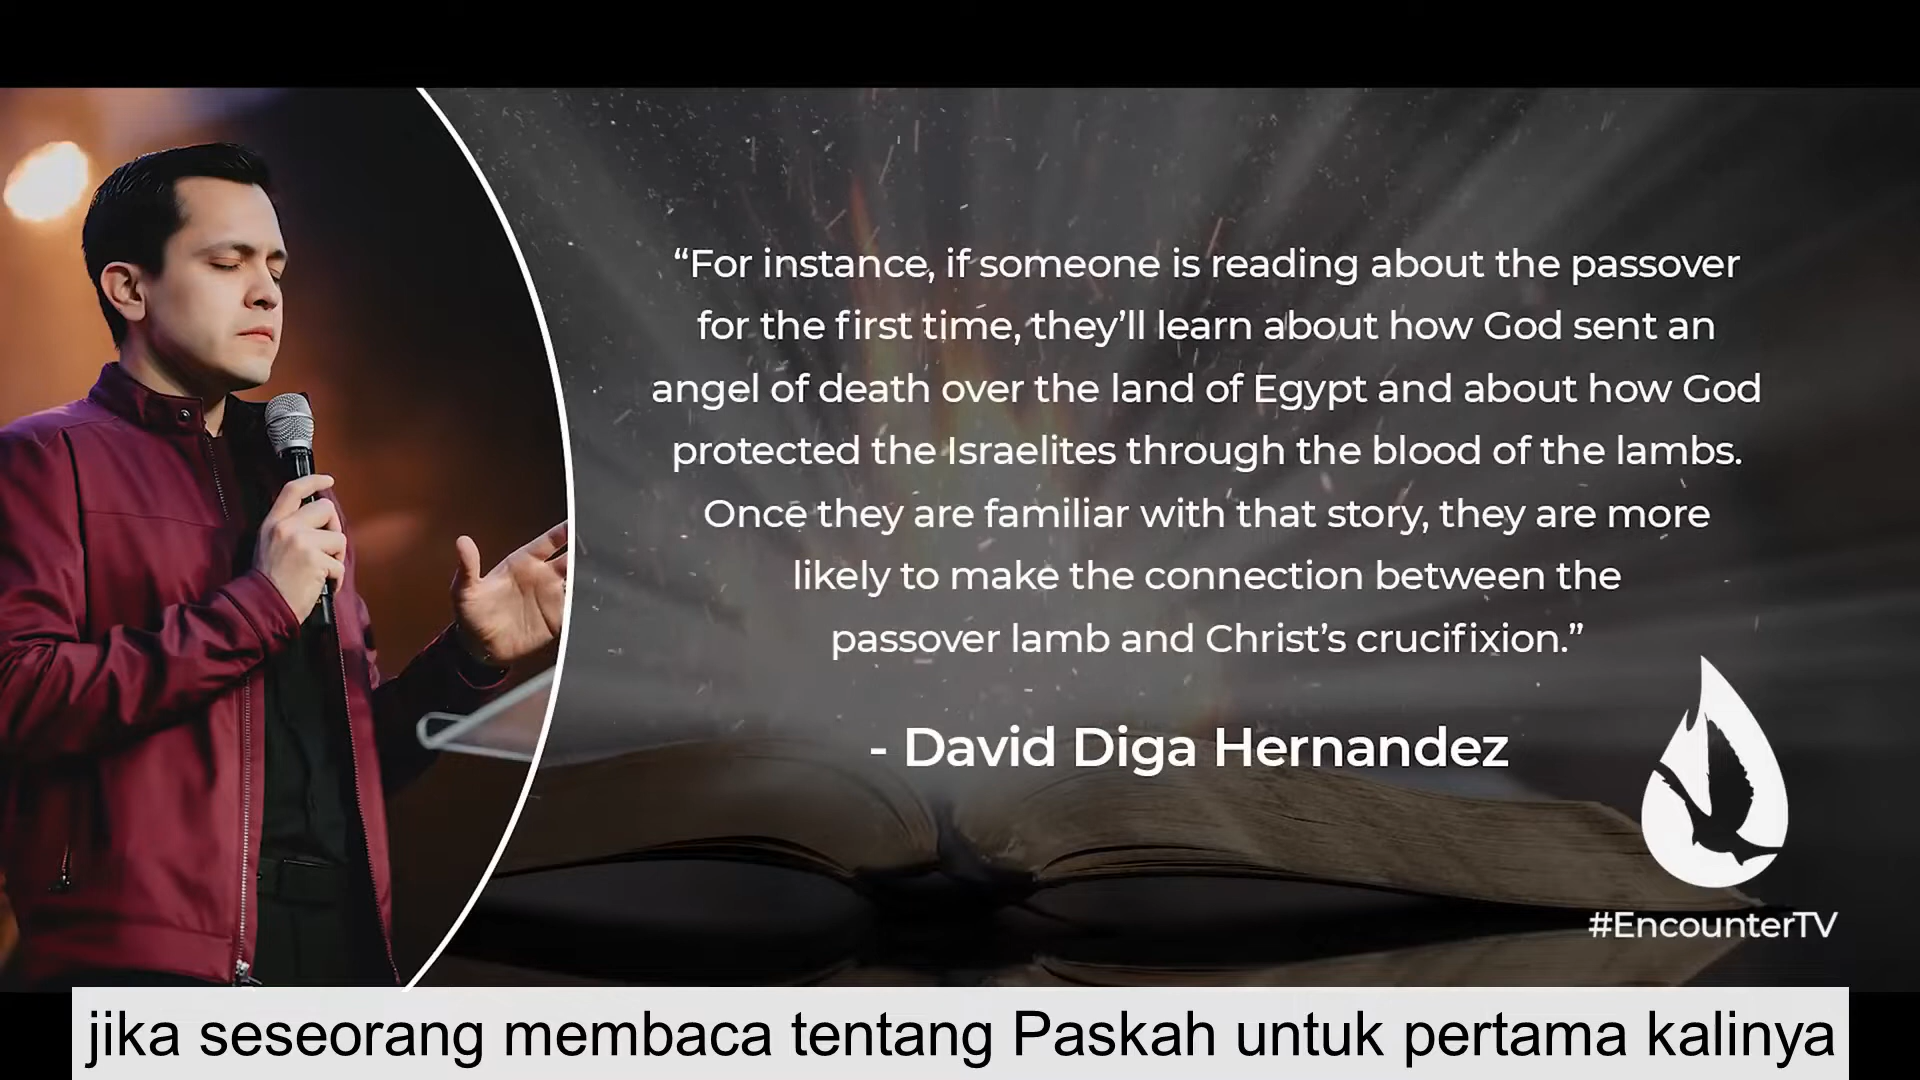 “For instance, if someone is reading about the passover
for the first time, they’ll learn about how God sent an
angel of death over the land of Egypt and about how God
protected the Israelites through the blood of the lambs.
Once they are familiar with that story, they are more
likely to make the connection between the
passover lamb and Christ’s crucifixion.”
- David Diga Hernandez
#EncounterTV
jika seseorang membaca tentang Paskah untuk pertama kalinya